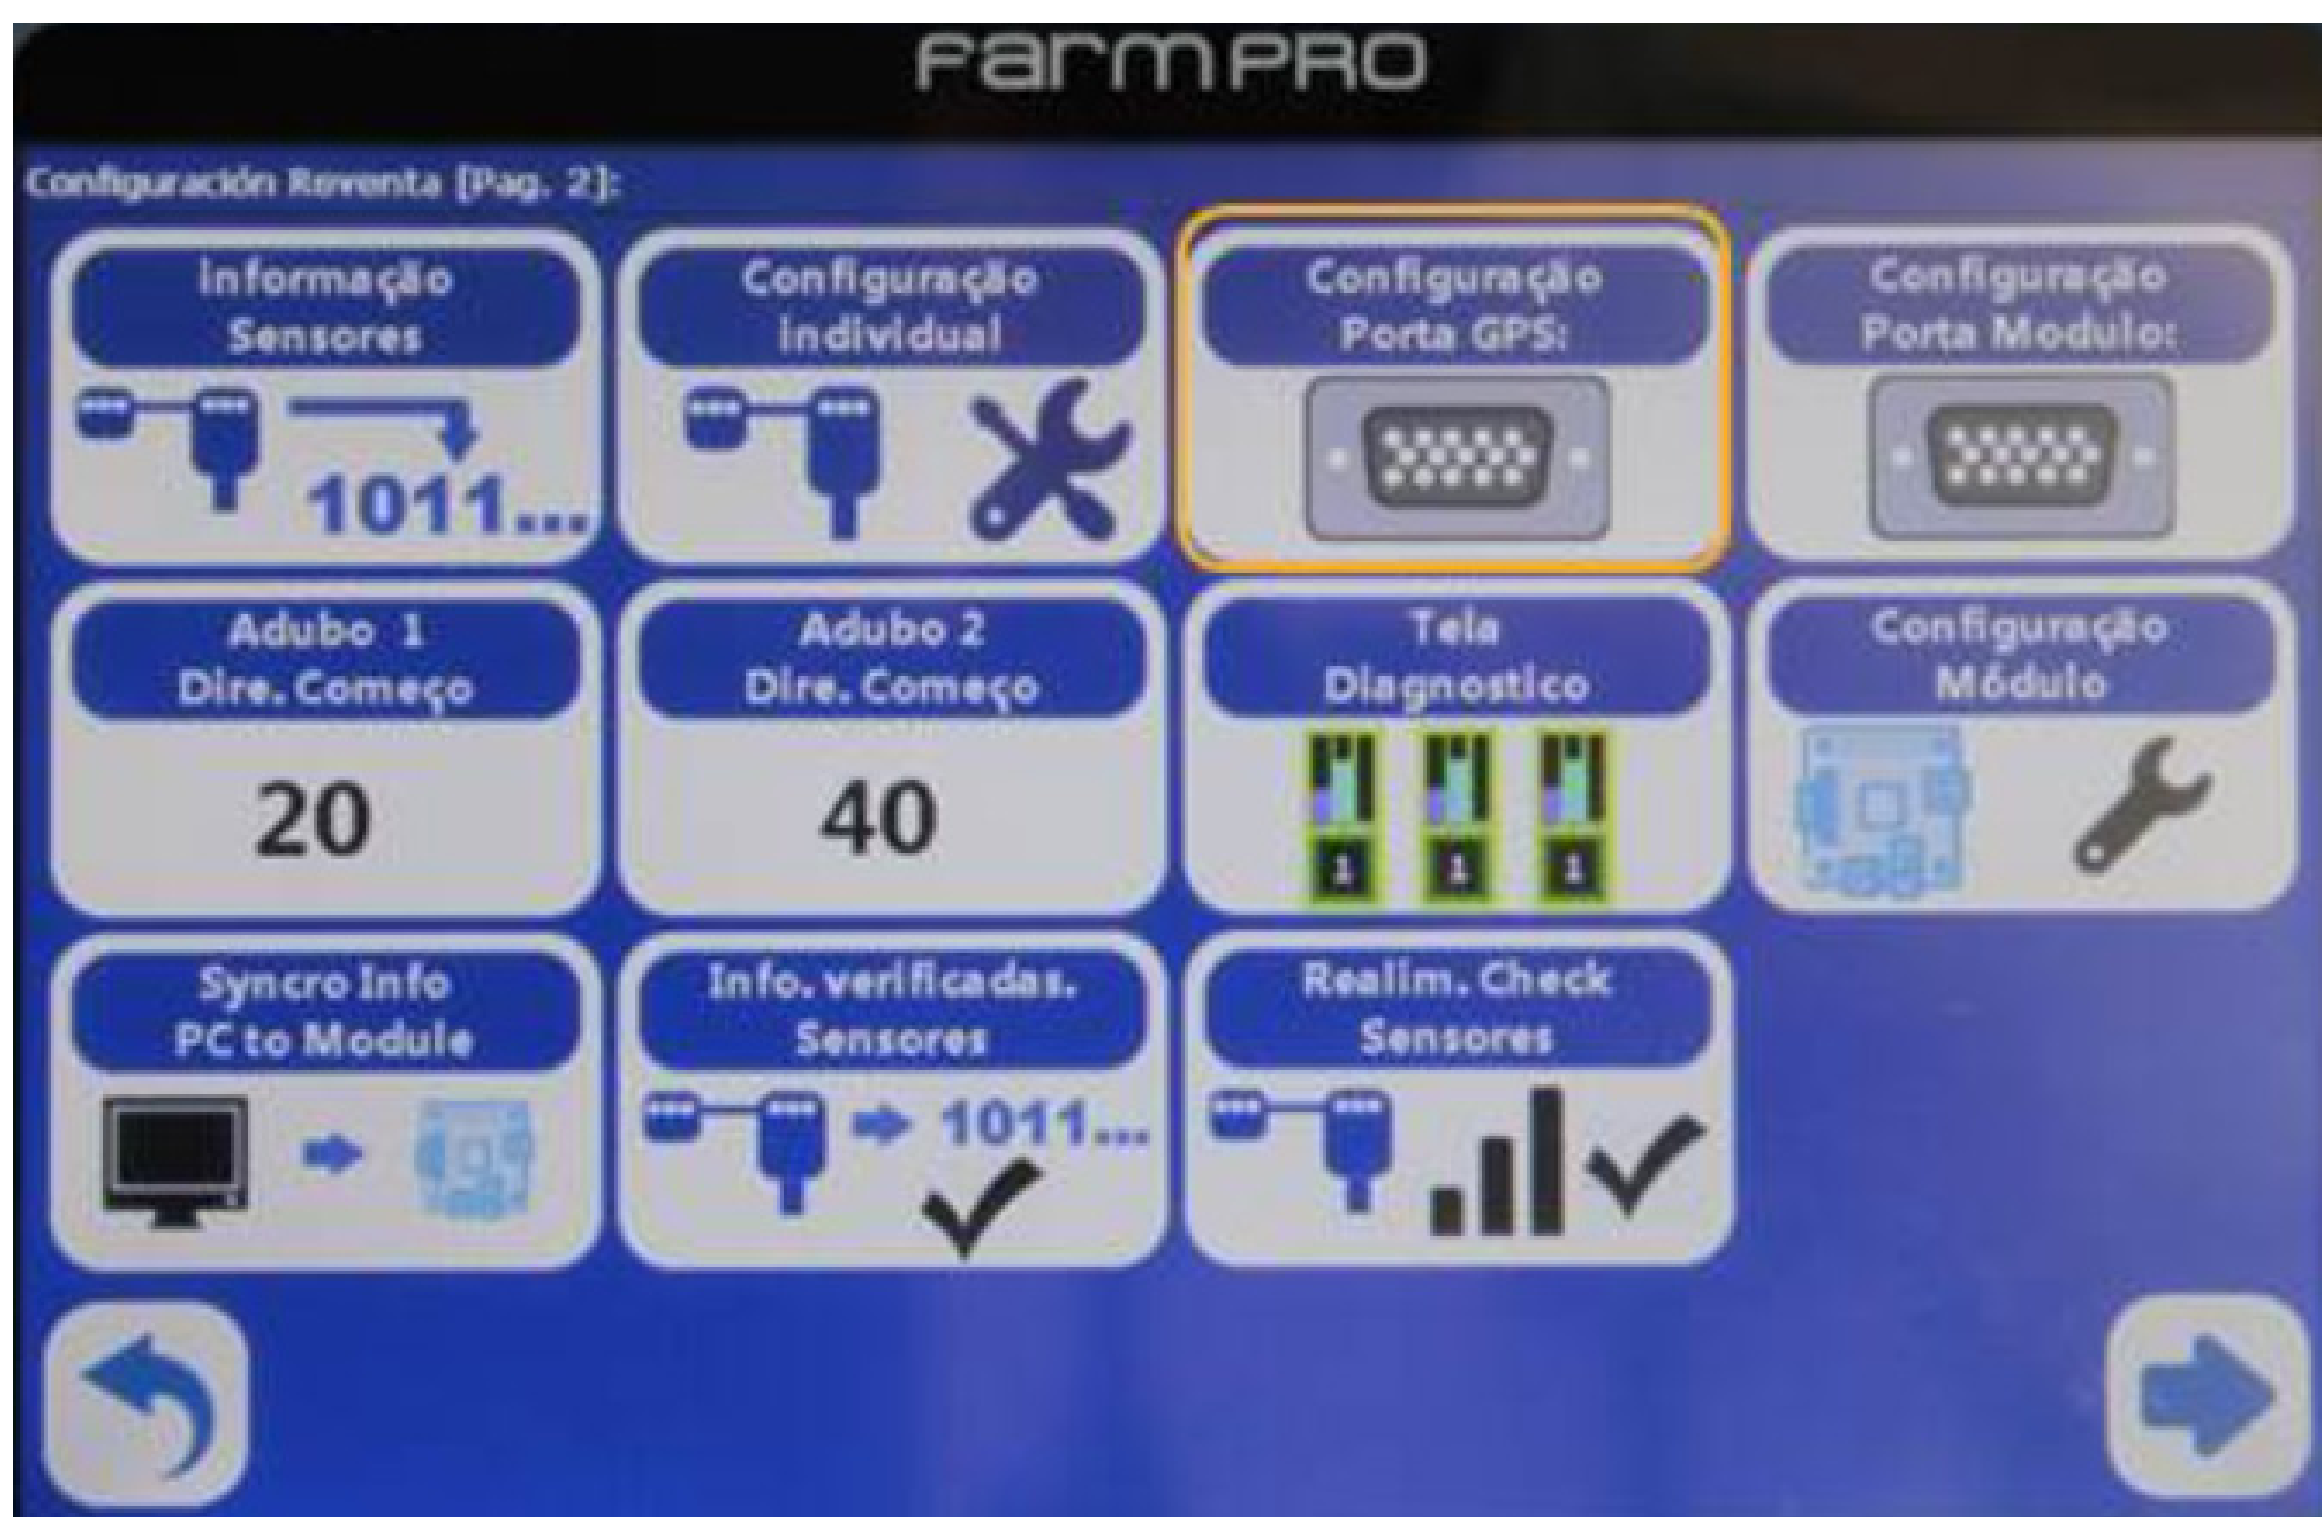 Farm PRO
Configuración Reventa [Pag. 2]:
Informação
Sensores
1011...
Configuração
individual
Configuração
Porta GPS:
Configuração
Porta Modulo:
Adubo 1
Dire. Começo
20
Adubo 2
Dire. Começo
40
Tela
Diagnostico
1 1 1
Configuração
Módulo
Syncro Info
PC to Module
Info. verificadas.
Sensores
1011...
Realim. Check
Sensores